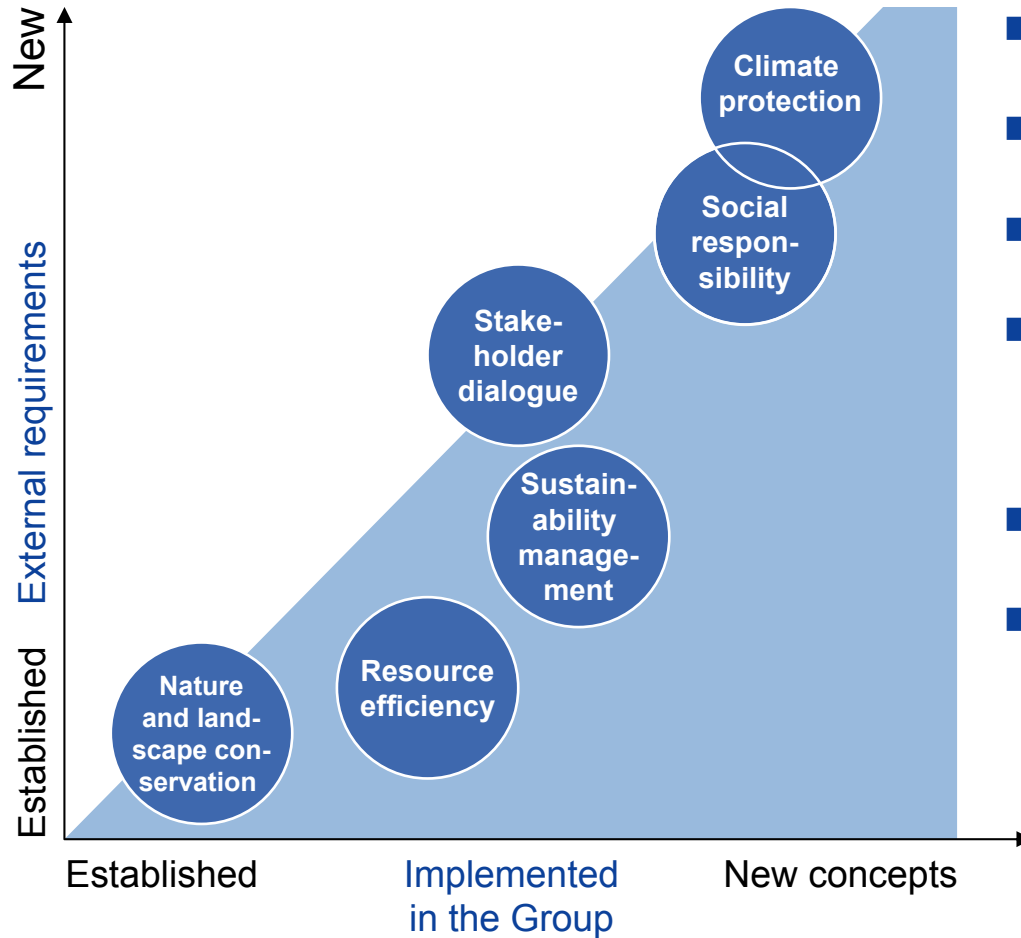 New
External requirements
Established
Climate
protection
Social
respon-
sibility
Stake-
holder
dialogue
Sustain-
ability
manage-
ment
Resource
efficiency
Nature
and land-
scape con-
servation
Established
Implemented
in the Group
New concepts